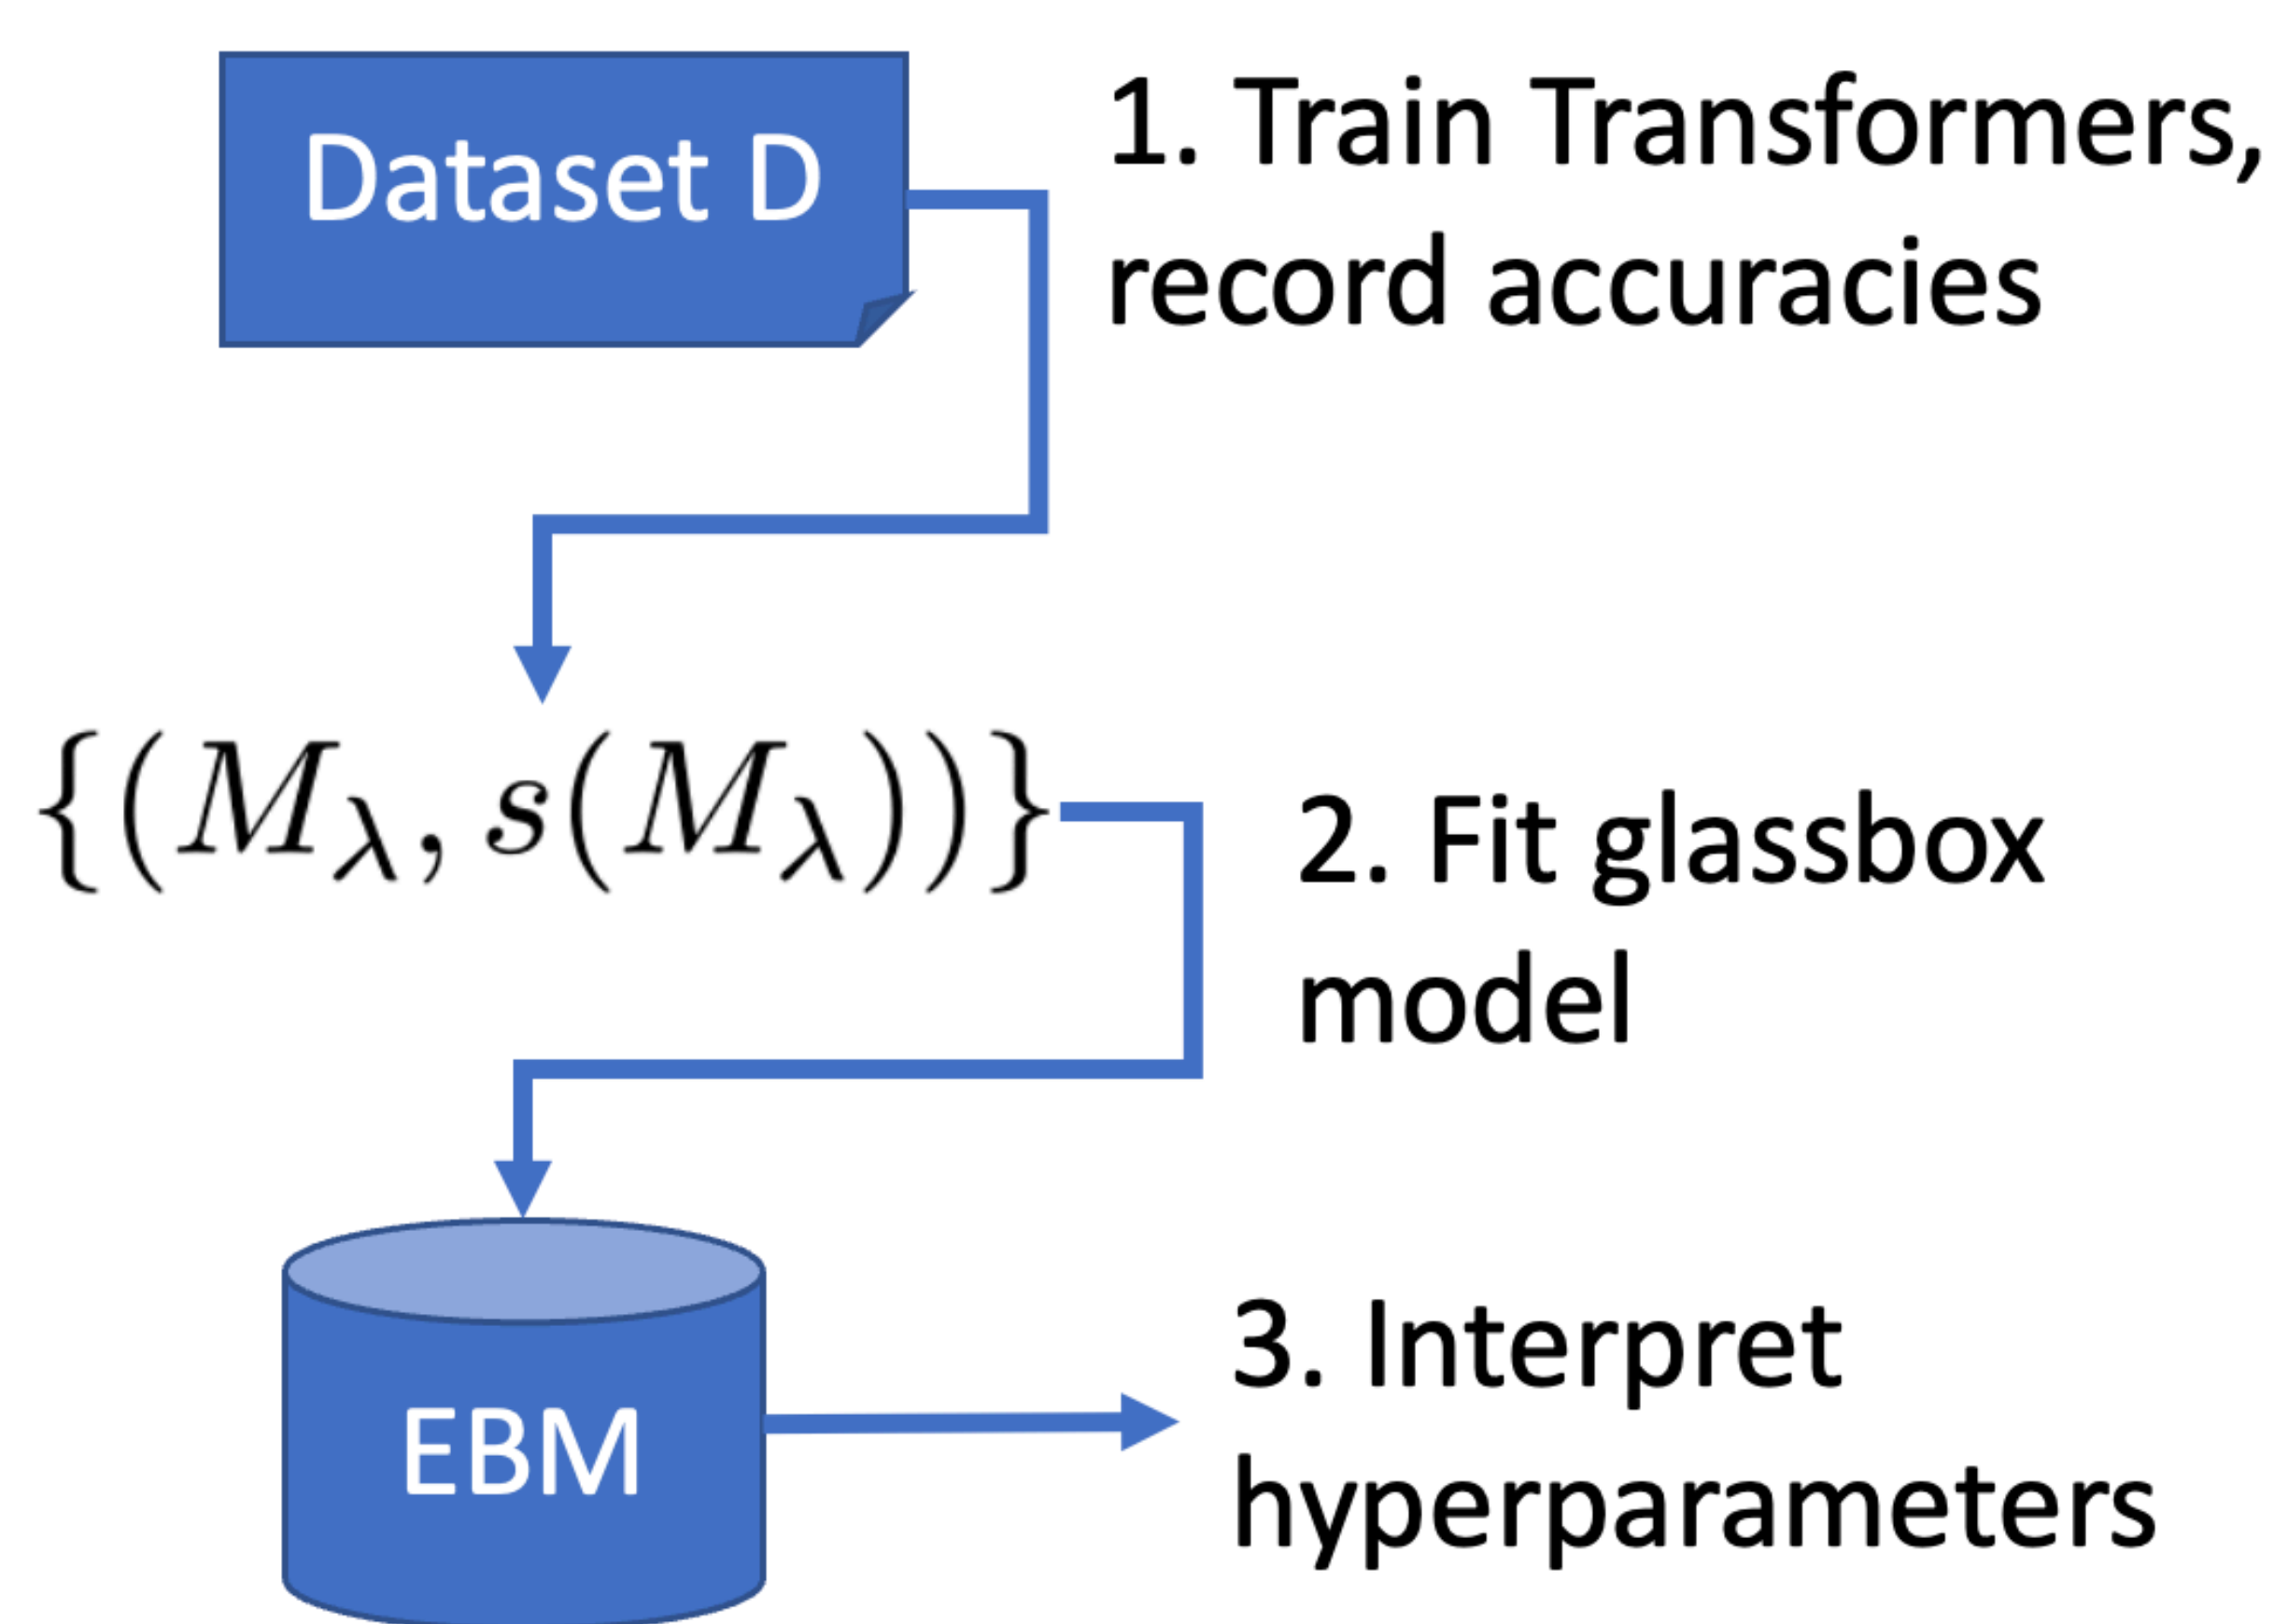 Dataset D
1. Train Transformers,
record accuracies
{(M_λ, s(M_λ))}
2. Fit glassbox
model
EBM
3. Interpret
hyperparameters